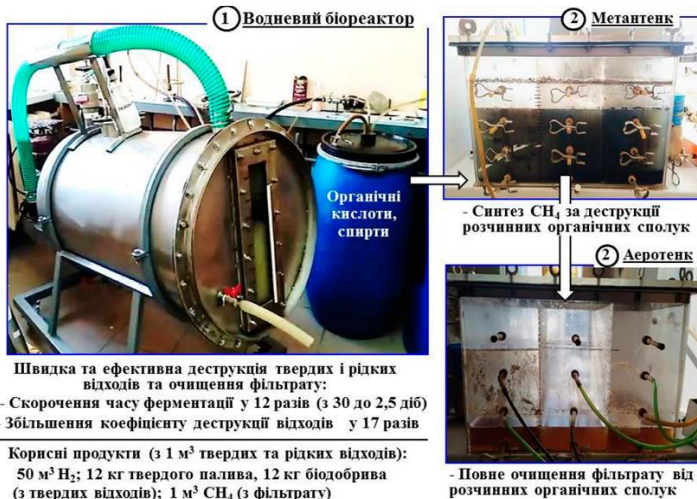 1 Водневий біореактор
Органічні
кислоти,
спирти
Швидка та ефективна деструкція твердих і рідких
відходів та очищення фільтрату:
- Скорочення часу ферментації у 12 разів (з 30 до 2,5 діб)
- Збільшення коефіцієнту деструкції відходів у 17 разів
Корисні продукти (з 1 м³ твердих та рідких відходів):
50 м³ H₂; 12 кг твердого палива, 12 кг біодобрива
(з твердих відходів); 1 м³ CH₄ (з фільтрату)
2 Метантенк
- Синтез CH₄ за деструкції
розчинних органічних сполук
2 Аеротенк
- Повне очищення фільтрату від
розчинних органічних сполук